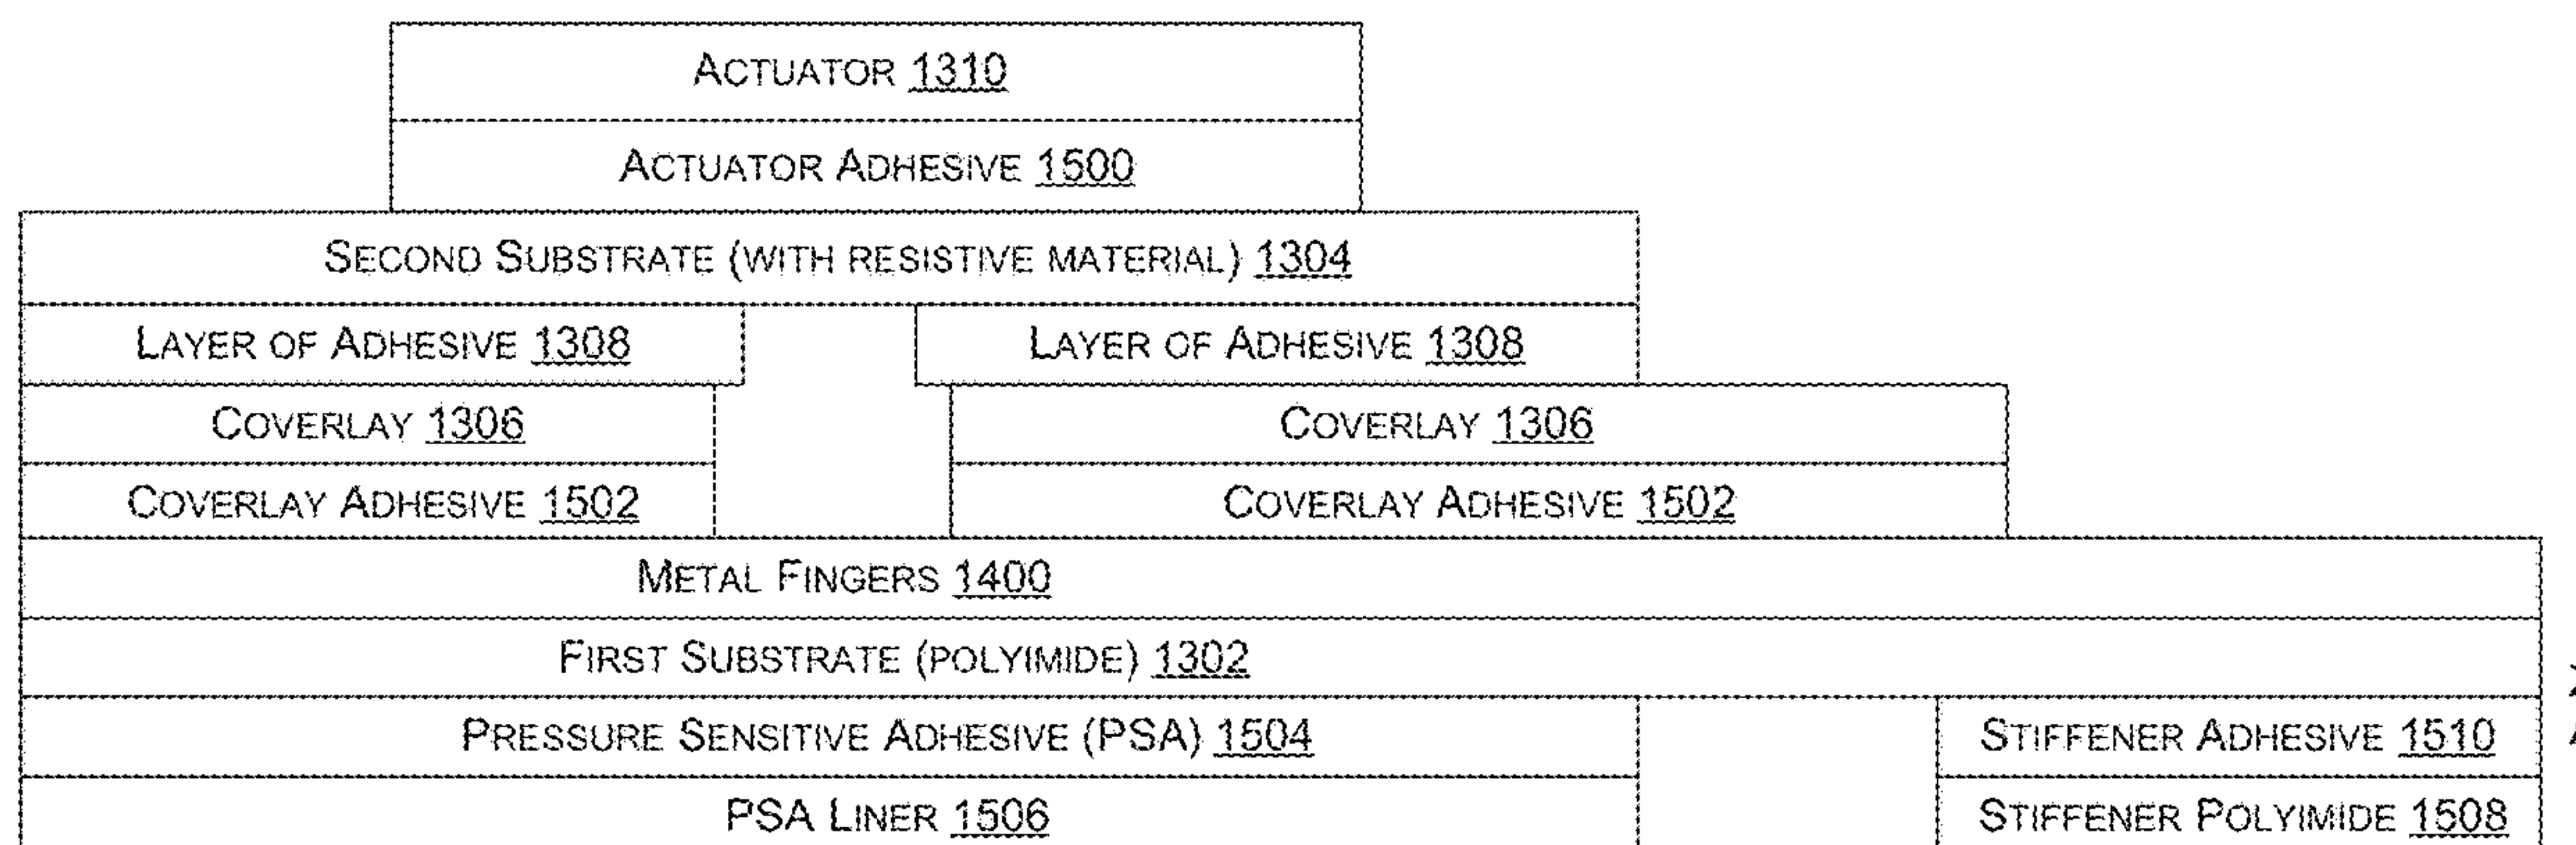 ACTUATOR 1310
ACTUATOR ADHESIVE 1500
SECOND SUBSTRATE (WITH RESISTIVE MATERIAL) 1304
LAYER OF ADHESIVE 1308 LAYER OF ADHESIVE 1308
COVERLAY 1306 COVERLAY 1306
COVERLAY ADHESIVE 1502 COVERLAY ADHESIVE 1502
METAL FINGERS 1400
FIRST SUBSTRATE (POLYIMIDE) 1302
PRESSURE SENSITIVE ADHESIVE (PSA) 1504 STIFFENER ADHESIVE 1510
PSA LINER 1506 STIFFENER POLYIMIDE 1508